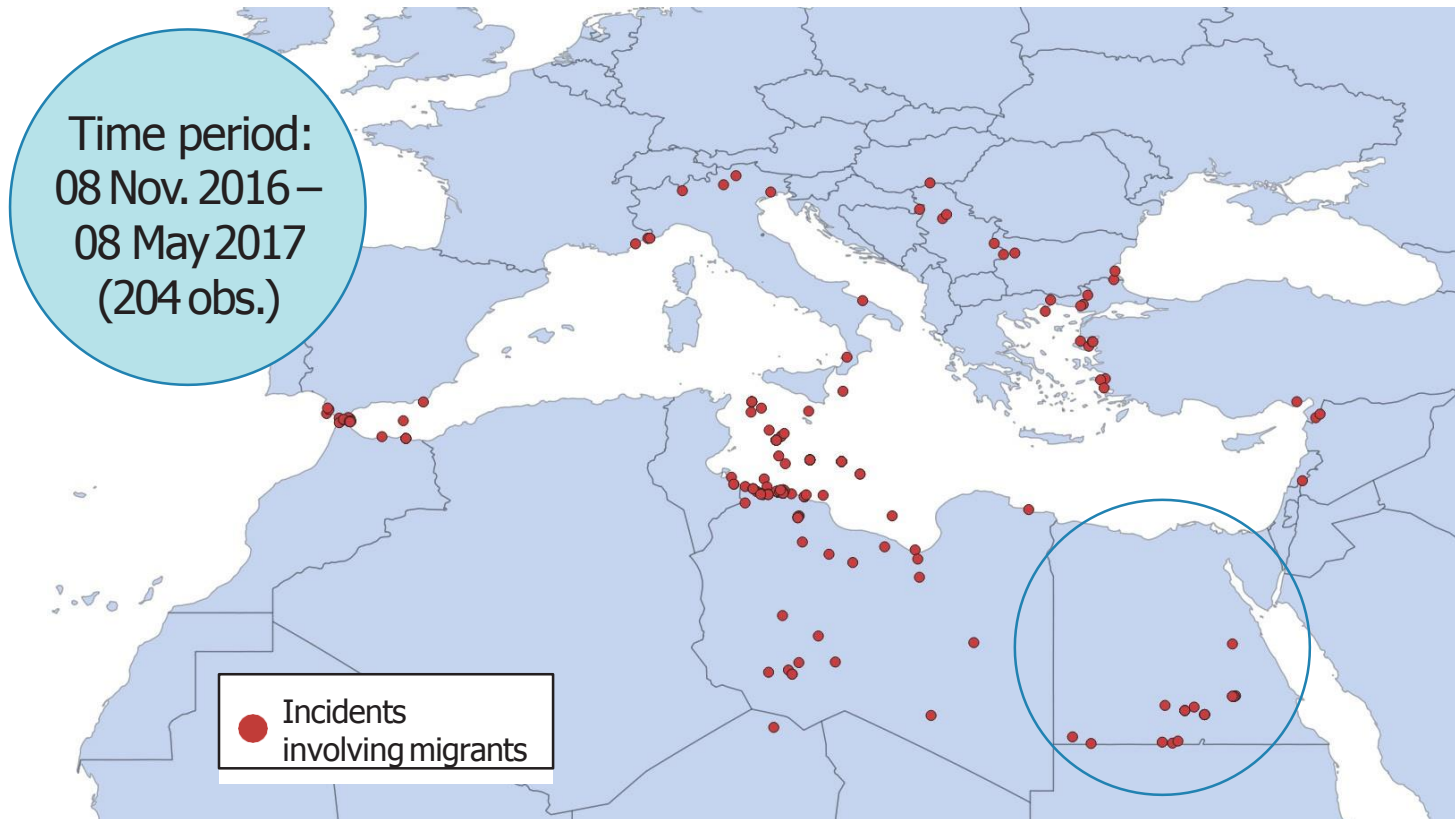 Time period:
08 Nov. 2016 –
08 May 2017
(204 obs.)
Incidents
involving migrants